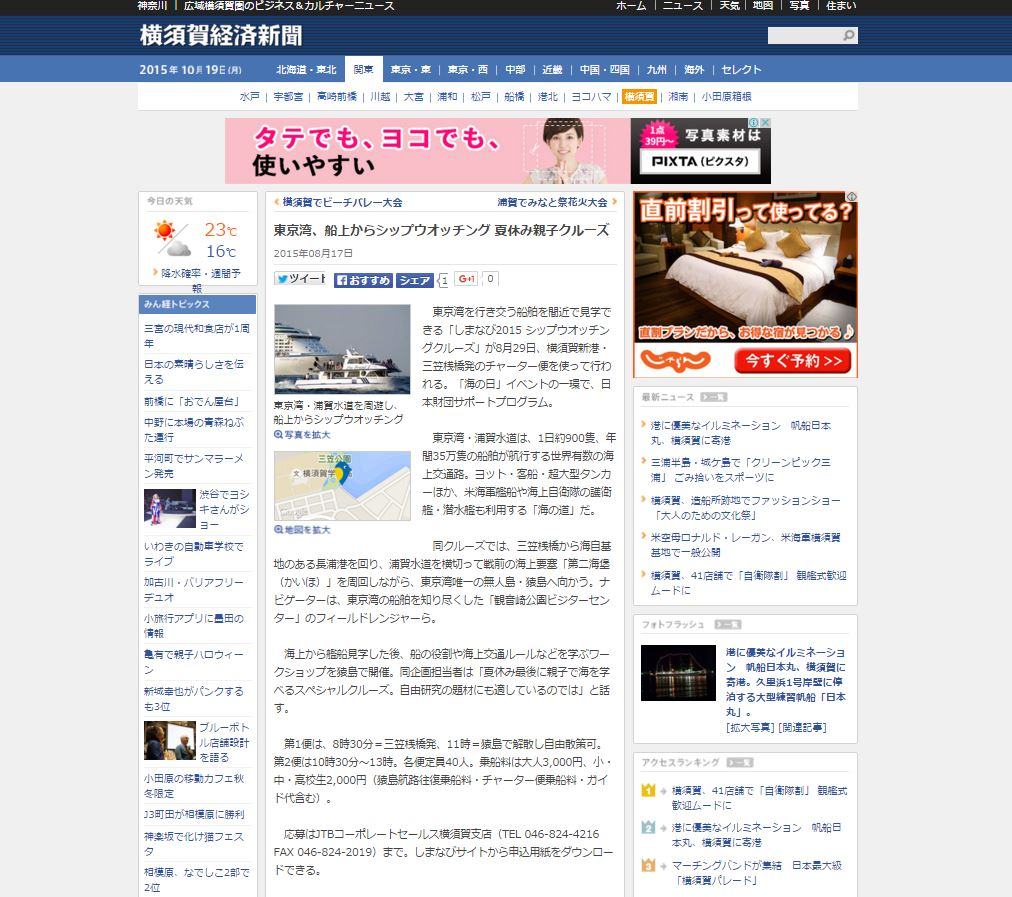 神奈川 | 広域横須賀圏のビジネス＆カルチャーニュース
ホーム | ニュース | 天気 | 地図 | 写真 | 住まい
横須賀経済新聞
2015年10月19日(月)
北海道・東北 関東 東京・東 | 東京・西 | 中部 | 近畿 | 中国・四国 | 九州 | 海外 | セレクト
水戸 | 宇都宮 | 高崎前橋 | 川越 | 大宮 | 浦和 | 松戸 | 船橋 | 港北 | ヨコハマ | 横須賀 | 湘南 | 小田原箱根
タテでも、ヨコでも、
使いやすい
1点
39円～
写真素材は
PIXTA（ピクスタ）
今日の天気
23℃
16℃
降水確率・週間予
報
みん経トピックス
三宮の現代和食店が1周
年
日本の素晴らしさを伝
える
前橋に「おでん屋台」
中野に本場の青森ねぶ
た運行
平河町でサンマラーメ
ン発売
渋谷でヨシ
キさんがシ
ョー
いわきの自動車学校で
ライブ
加古川・バリアフリー
デュオ
小旅行アプリに墨田の
情報
亀有で親子ハロウィー
ン
新城幸也がパンクする
も3位
ブルーボト
ル店舗設計
を語る
小田原の移動カフェ秋
冬限定
J3町田が相模原に勝利
神楽坂で化け猫フェス
タ
相模原、なでしこ2部で
2位
横須賀でビーチバレー大会
浦賀でみなと祭花火大会
東京湾、船上からシップウオッチング 夏休み親子クルーズ
2015年08月17日
ツイート
おすすめ
シェア
1
G+1
0
東京湾・浦賀水道を周遊し、
船上からシップウオッチング
写真を拡大
三笠公園
文 横須賀学
地図を拡大
東京湾を行き交う船舶を間近で見学で
きる「しまなび2015 シップウオッチン
グクルーズ」が8月29日、横須賀新港・
三笠桟橋発のチャーター便を使って行わ
れる。「海の日」イベントの一環で、日
本財団サポートプログラム。
東京湾・浦賀水道は、1日約900隻、年
間35万隻の船舶が航行する世界有数の海
上交通路。ヨット・客船・超大型タンカ
ーほか、米海軍艦船や海上自衛隊の護衛
艦・潜水艦も利用する「海の道」だ。
同クルーズでは、三笠桟橋から海自基
地のある長浦港を回り、浦賀水道を横切って戦前の海上要塞「第二海堡
（かいほ）」を周回しながら、東京湾唯一の無人島・猿島へ向かう。ナ
ビゲーターは、東京湾の船舶を知り尽くした「観音崎公園ビジターセン
ター」のフィールドレンジャーら。
海上から艦船見学した後、船の役割や海上交通ルールなどを学ぶワー
クショップを猿島で開催。同企画担当者は「夏休み最後に親子で海を学
べるスペシャルクルーズ。自由研究の題材にも適しているのでは」と話
す。
第1便は、8時30分＝三笠桟橋発、11時＝猿島で解散し自由散策可。
第2便は10時30分～13時。各便定員40人。乗船料は大人3,000円、小・
中・高校生2,000円（猿島航路往復乗船料・チャーター便乗船料・ガイ
ド代含む）。
応募はJTBコーポレートセールス横須賀支店（TEL 046-824-4216
FAX 046-824-2019）まで。しまなびサイトから申込用紙をダウンロー
ドできる。
直前割引って使ってる?
直割プランだから、お得な宿が見つかる♪
今すぐ予約 >>
最新ニュース
一覧
港に優美なイルミネーション 帆船日本
丸、横須賀に寄港
三浦半島・城ケ島で「クリーンピック三
浦」 ごみ拾いをスポーツに
横須賀、造船所跡地でファッションショー
「大人のための文化祭」
米空母ロナルド・レーガン、米海軍横須賀
基地で一般公開
横須賀、41店舗で「自衛隊割」 観艦式歓迎
ムードに
フォトフラッシュ
一覧
港に優美なイルミネーショ
ン 帆船日本丸、横須賀に
寄港。久里浜1号岸壁に停
泊する大型練習帆船「日本
丸」。
[拡大写真] [関連記事]
アクセスランキング
一覧
1 横須賀、41店舗で「自衛隊割」 観艦式
歓迎ムードに
2 港に優美なイルミネーション 帆船日本
丸、横須賀に寄港
3 マーチングバンドが集結 日本最大級
「横須賀パレード」